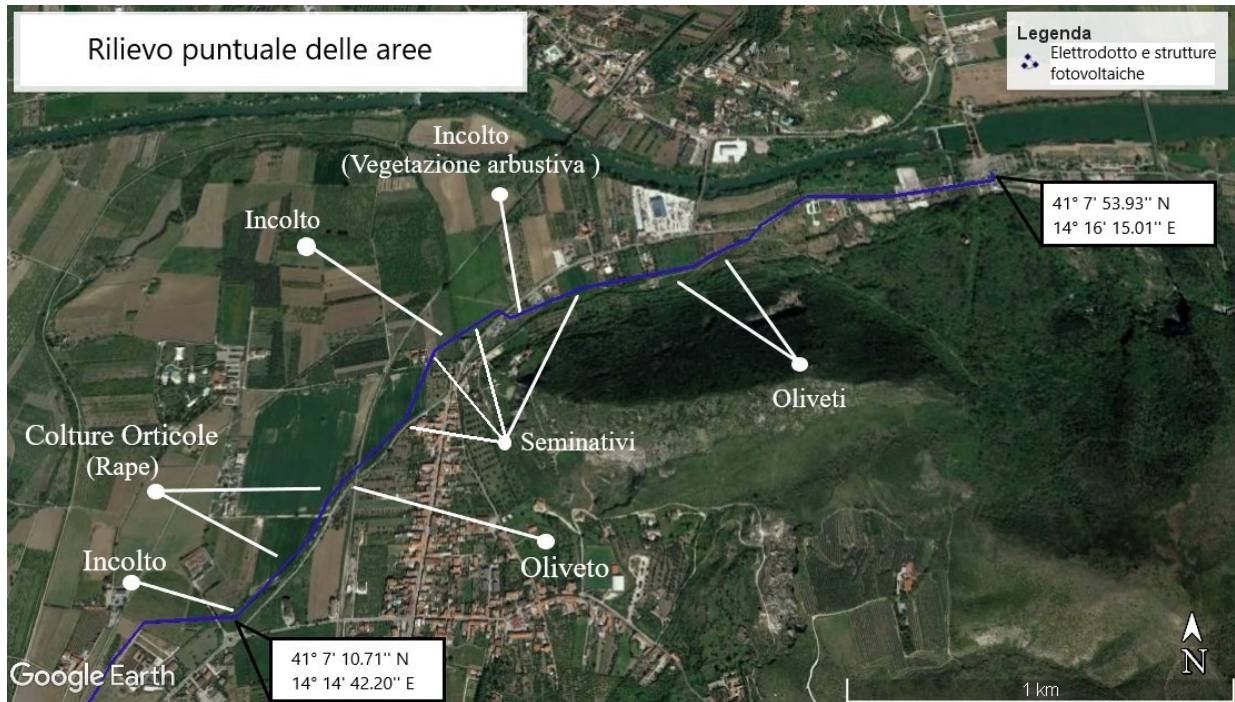 Rilievo puntuale delle aree
Legenda
Elettrodotto e strutture
fotovoltaiche
Incolto
(Vegetazione arbustiva )
41° 7' 53.93'' N
14° 16' 15.01'' E
Incolto
Oliveti
Colture Orticole
(Rape)
Seminativi
Incolto
Oliveto
41° 7' 10.71'' N
14° 14' 42.20'' E
Google Earth
N
1 km